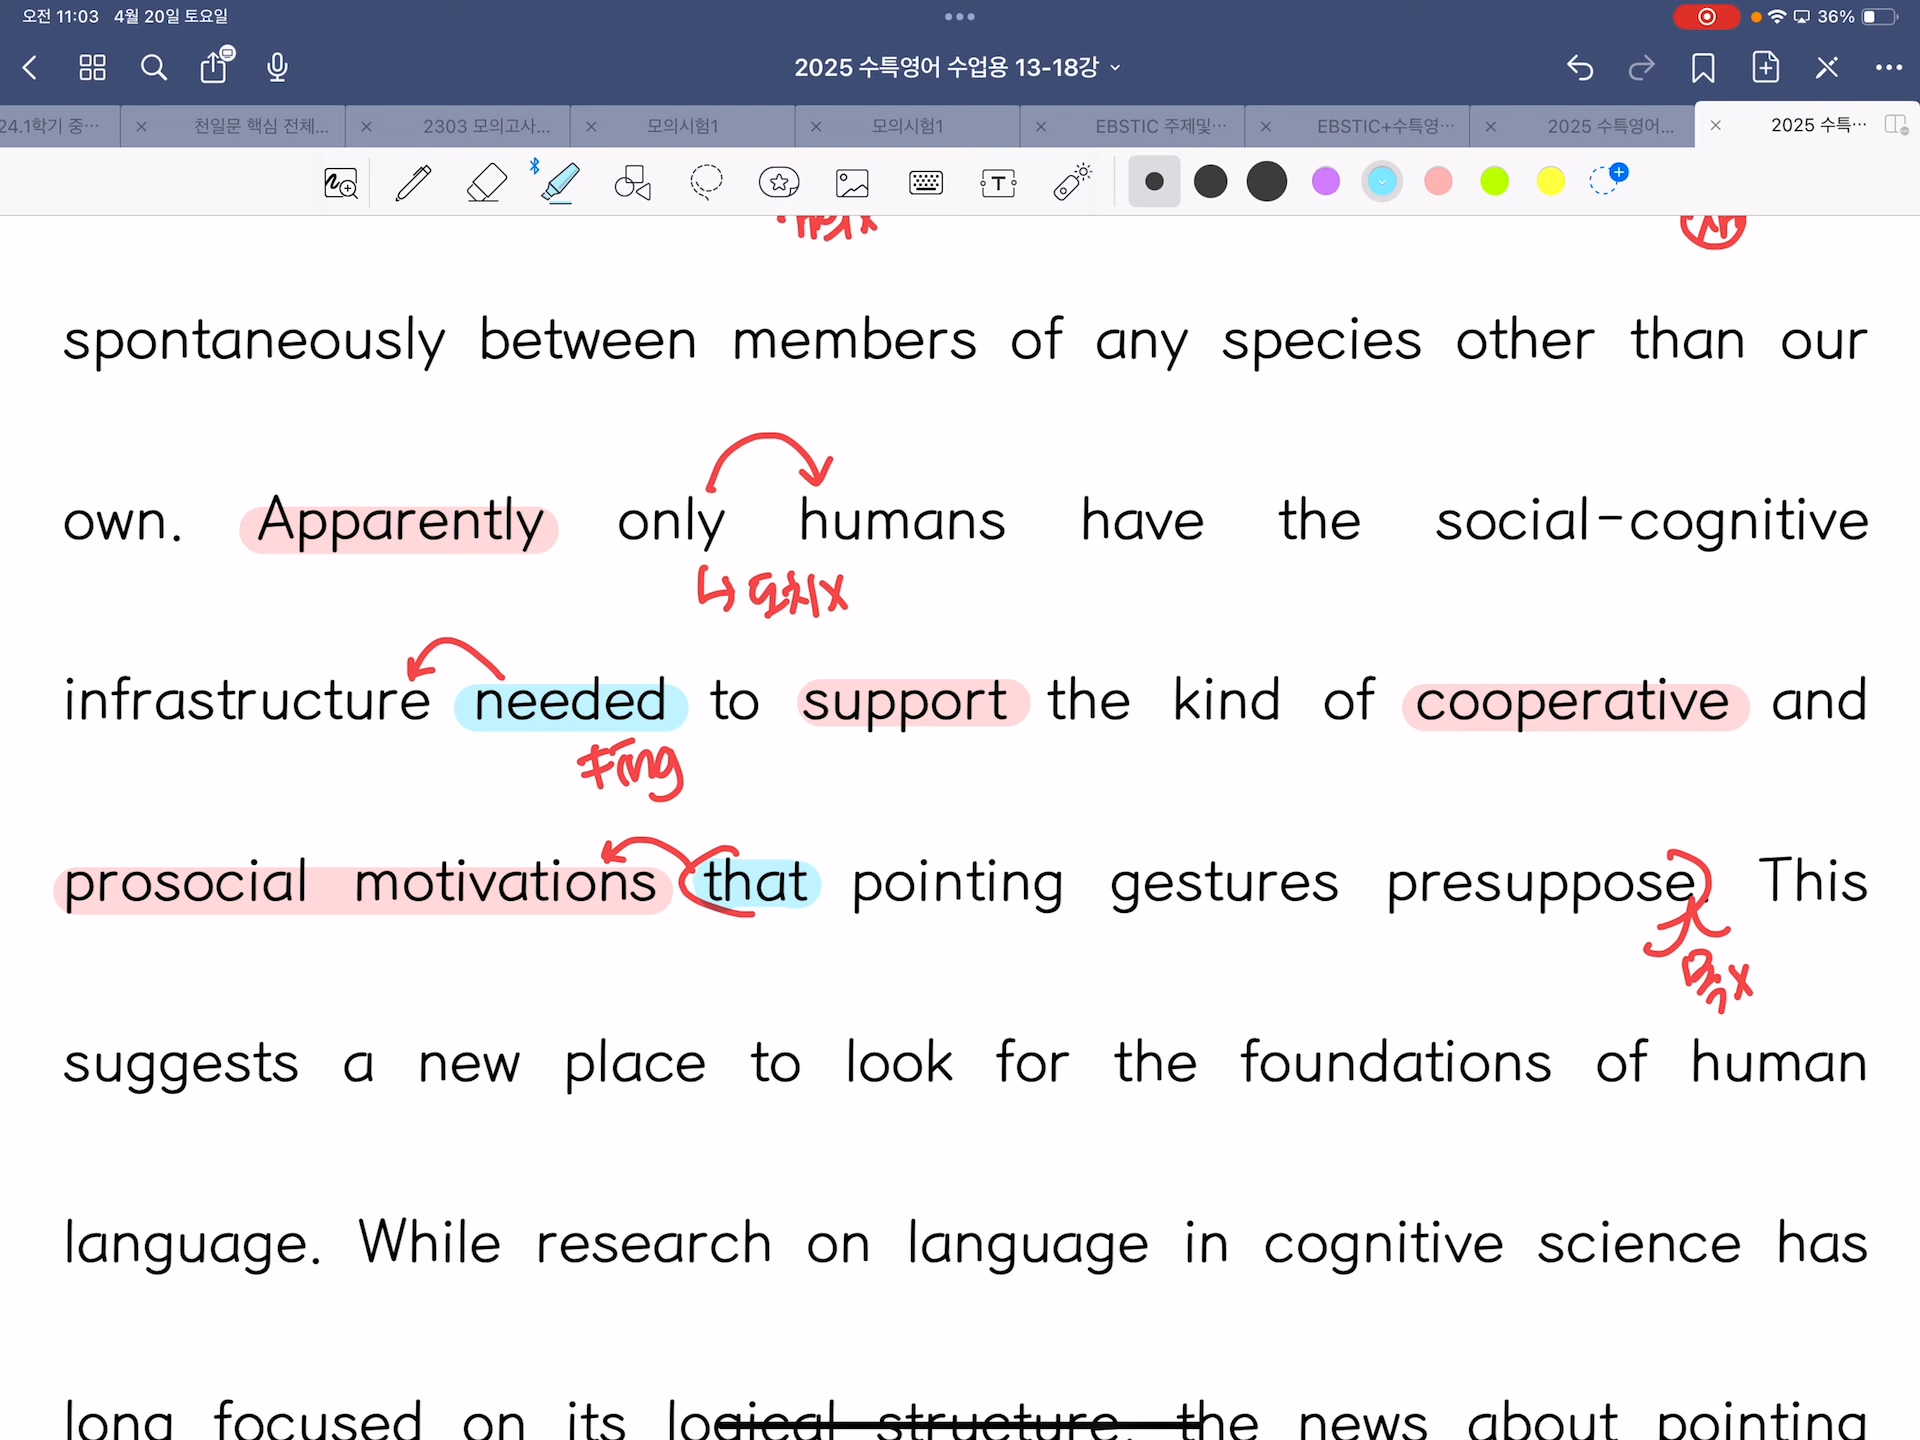 오전 11:03 4월 20일 토요일
36%
2025 수특영어 수업용 13-18강
24.1학기 중··· 천일문 핵심 전체... 2303 모의고사... 모의시험1 모의시험1 EBSTIC 주제및··· EBSTIC+수특영··· 2025 수특영어... 2025 수특···
spontaneously between members of any species other than our
own. Apparently only humans have the social-cognitive
↳ 도치X
infrastructure needed to support the kind of cooperative and
≠ing
prosocial motivations (that pointing gestures presuppose). This
목X
suggests a new place to look for the foundations of human
language. While research on language in cognitive science has
long focused on its logical structure, the news about pointing